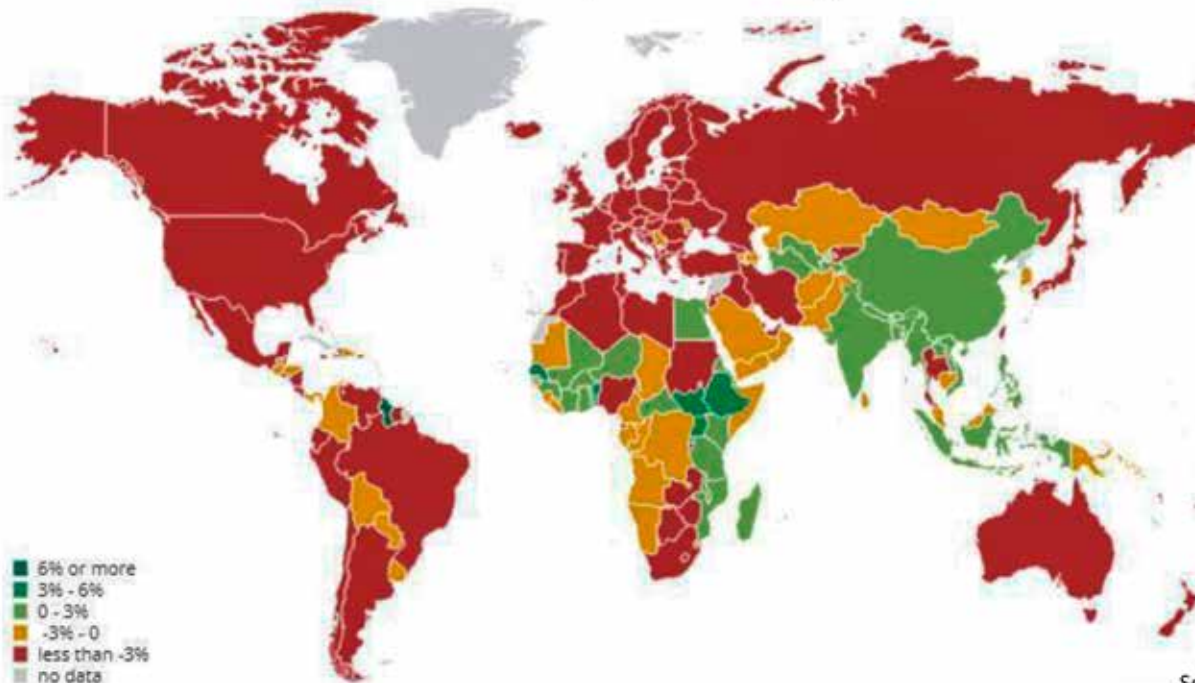 6% or more
3% - 6%
0 - 3%
-3% - 0
less than -3%
no data